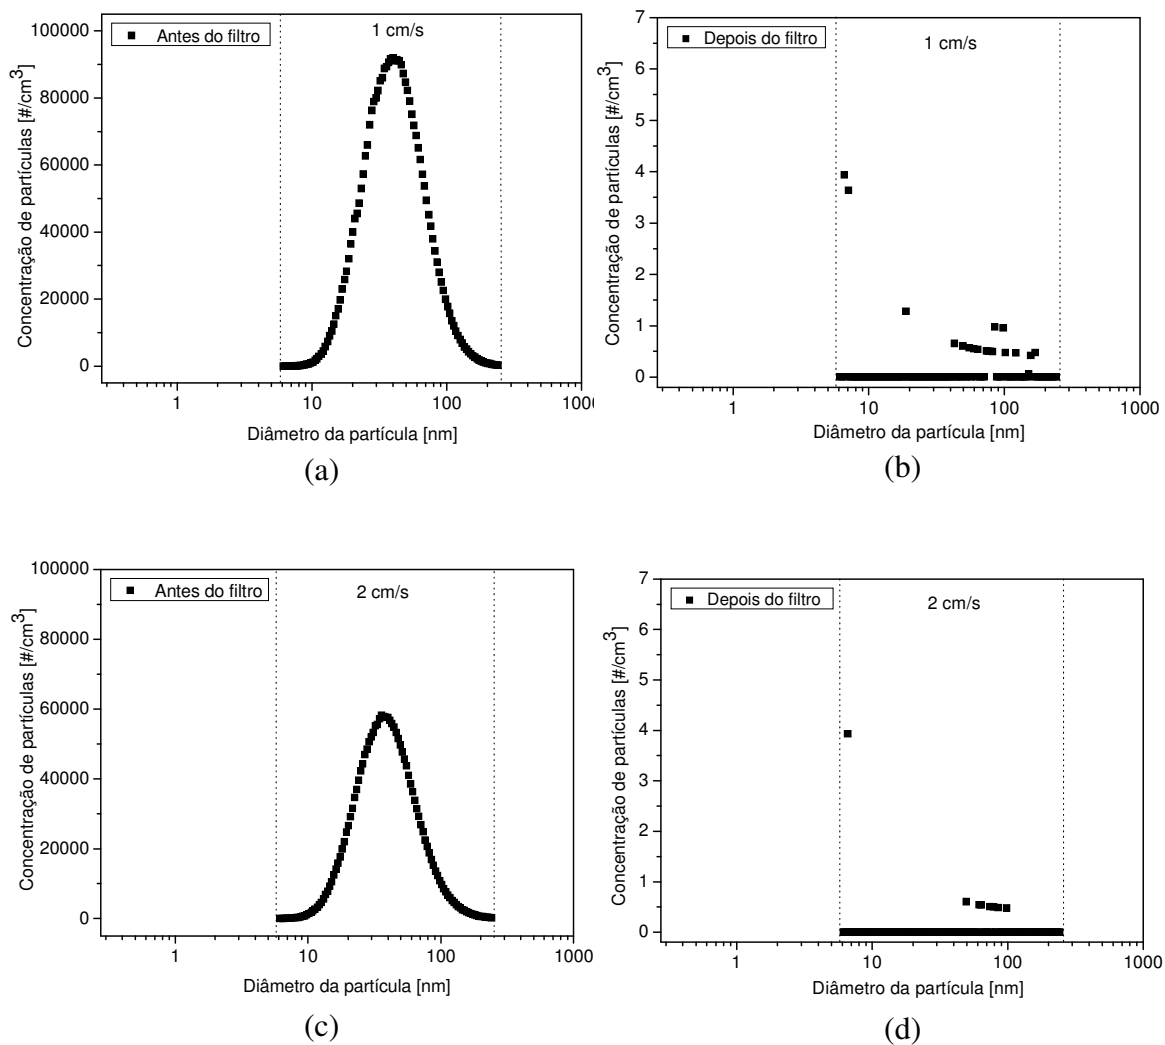 Antes do filtro
1 cm/s
100000
80000
60000
40000
20000
0
Concentração de partículas [#/cm3]
1
10
100
1000
Diâmetro da partícula [nm]
(a)
Depois do filtro
1 cm/s
7
6
5
4
3
2
1
0
Concentração de partículas [#/cm3]
1
10
100
1000
Diâmetro da partícula [nm]
(b)
Antes do filtro
2 cm/s
100000
80000
60000
40000
20000
0
Concentração de partículas [#/cm3]
1
10
100
1000
Diâmetro da partícula [nm]
(c)
Depois do filtro
2 cm/s
7
6
5
4
3
2
1
0
Concentração de partículas [#/cm3]
1
10
100
1000
Diâmetro da partícula [nm]
(d)